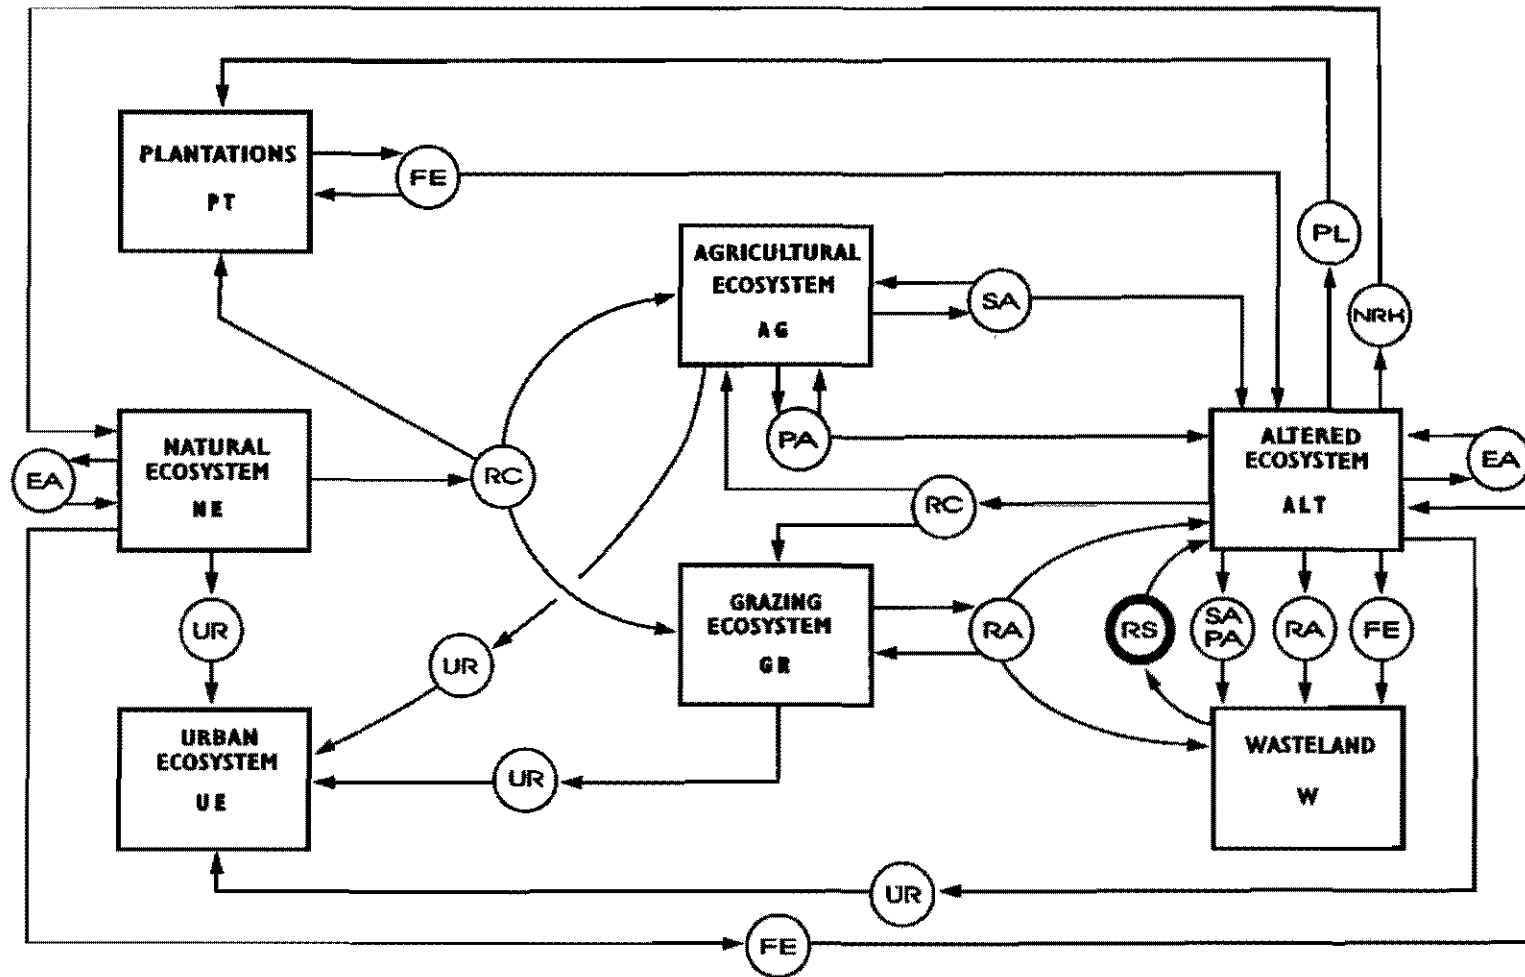 PLANTATIONS
PT
FE
PL
AGRICULTURAL
ECOSYSTEM
AG
SA
NRH
PA
NATURAL
ECOSYSTEM
NE
EA
RC
RC
ALTERED
ECOSYSTEM
ALT
EA
UR
UR
GRAZING
ECOSYSTEM
GR
RA
RS
SA
PA
RA
FE
URBAN
ECOSYSTEM
UE
UR
WASTELAND
W
UR
FE